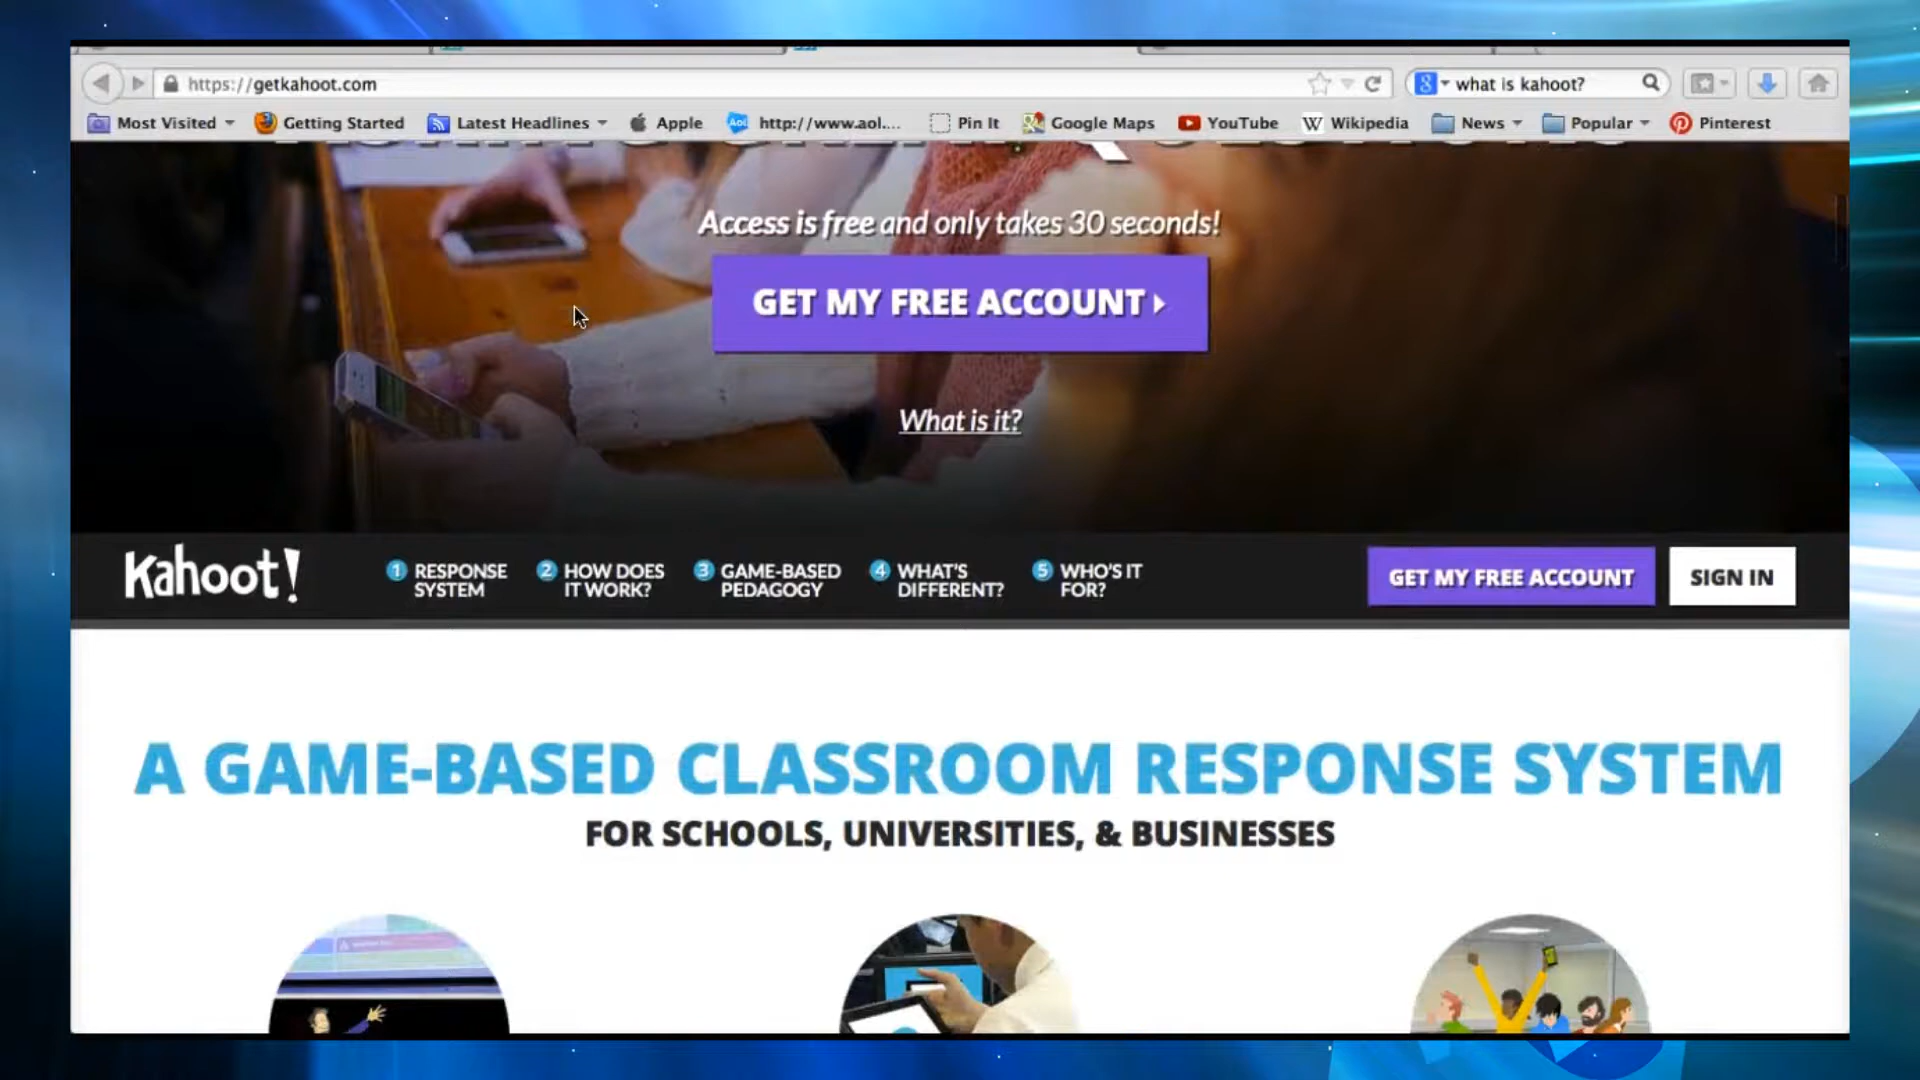 https://getkahoot.com
what is kahoot?
Most Visited
Getting Started
Latest Headlines
Apple
http://www.aol....
Pin It
Google Maps
YouTube
Wikipedia
News
Popular
Pinterest
Access is free and only takes 30 seconds!
GET MY FREE ACCOUNT
What is it?
Kahoot!
1 RESPONSE SYSTEM
2 HOW DOES IT WORK?
3 GAME-BASED PEDAGOGY
4 WHAT'S DIFFERENT?
5 WHO'S IT FOR?
GET MY FREE ACCOUNT
SIGN IN
A GAME-BASED CLASSROOM RESPONSE SYSTEM
FOR SCHOOLS, UNIVERSITIES, & BUSINESSES